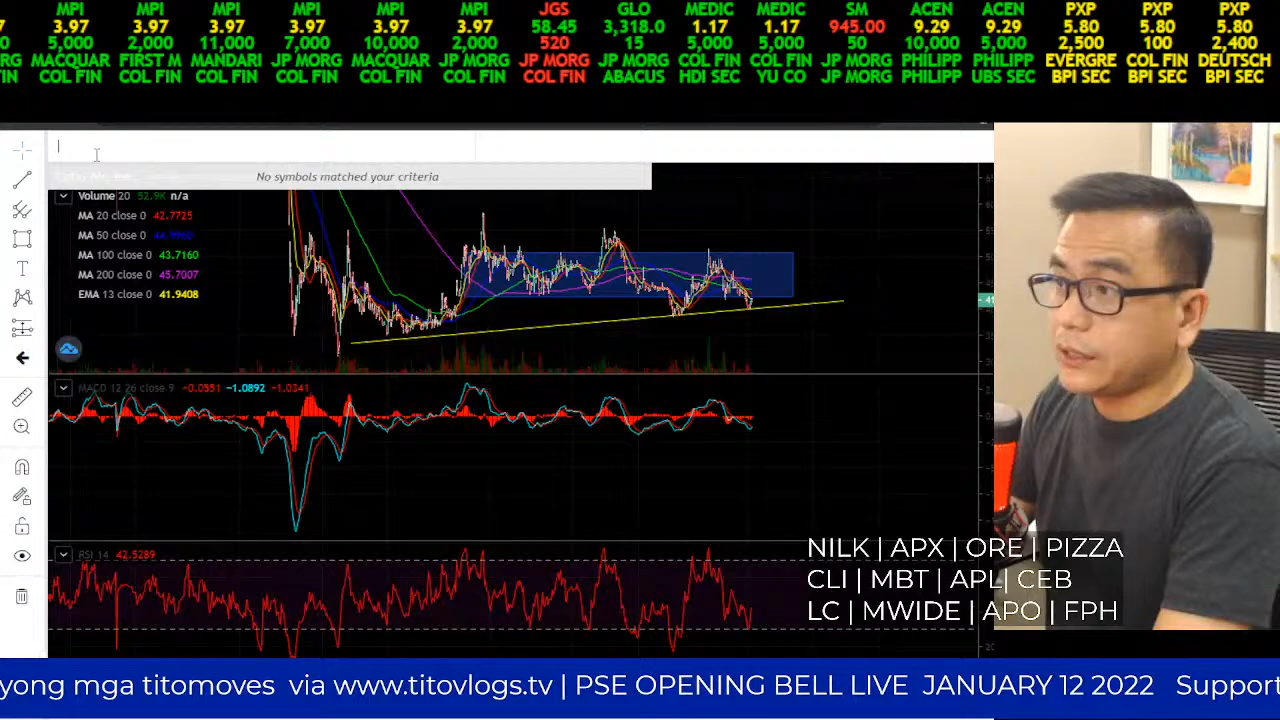 MPI MPI MPI MPI MPI MPI JGS GLO MEDIC MEDIC SM ACEN ACEN PXP PXP PXP
3.97 3.97 3.97 3.97 3.97 3.97 58.45 3,318.0 1.17 1.17 945.00 9.29 9.29 5.80 5.80 5.80
5,000 2,000 11,000 7,000 10,000 2,000 520 15 5,000 5,000 50 10,000 5,000 2,500 100 2,400
MACQUAR FIRST M MANDARI JP MORG MACQUAR JP MORG JP MORG JP MORG COL FIN COL FIN JP MORG PHILIPP PHILIPP EVERGRE COL FIN DEUTSCH
COL FIN COL FIN COL FIN COL FIN COL FIN COL FIN COL FIN ABACUS HDI SEC YU CO JP MORG PHILIPP UBS SEC BPI SEC BPI SEC BPI SEC
No symbols matched your criteria
Volume 20 52.9K n/a
MA 20 close 0 42.7725
MA 50 close 0
MA 100 close 0 43.7160
MA 200 close 0 45.7007
EMA 13 close 0 41.9408
MACD 12 26 close 9 -0.0551 -1.0892 -1.0341
RSI 14 42.5289
NILK | APX | ORE | PIZZA
CLI | MBT | APL| CEB
LC | MWIDE | APO | FPH
yong mga titomoves via www.titovlogs.tv | PSE OPENING BELL LIVE JANUARY 12 2022 Support